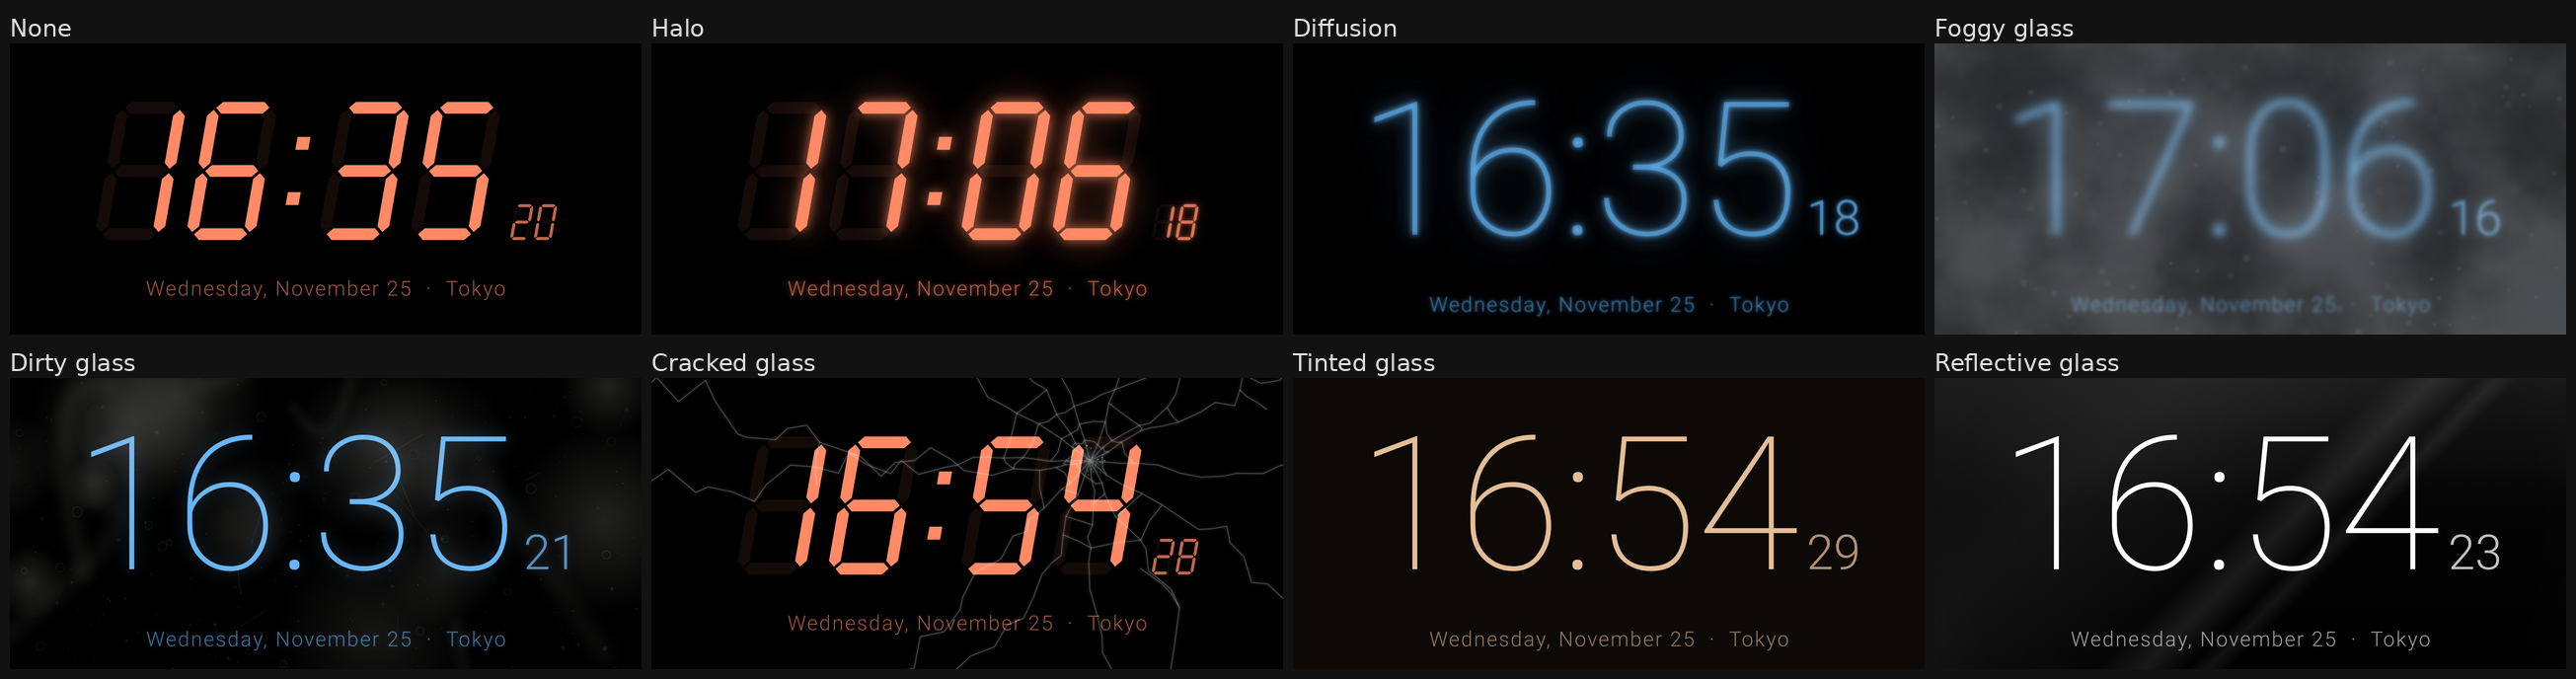 None
16:35 20
Wednesday, November 25 · Tokyo
Halo
17:06 18
Wednesday, November 25 · Tokyo
Diffusion
16:35 18
Wednesday, November 25 · Tokyo
Foggy glass
17:06 16
Wednesday, November 25 · Tokyo
Dirty glass
16:35 21
Wednesday, November 25 · Tokyo
Cracked glass
16:54 28
Wednesday, November 25 · Tokyo
Tinted glass
16:54 29
Wednesday, November 25 · Tokyo
Reflective glass
16:54 23
Wednesday, November 25 · Tokyo